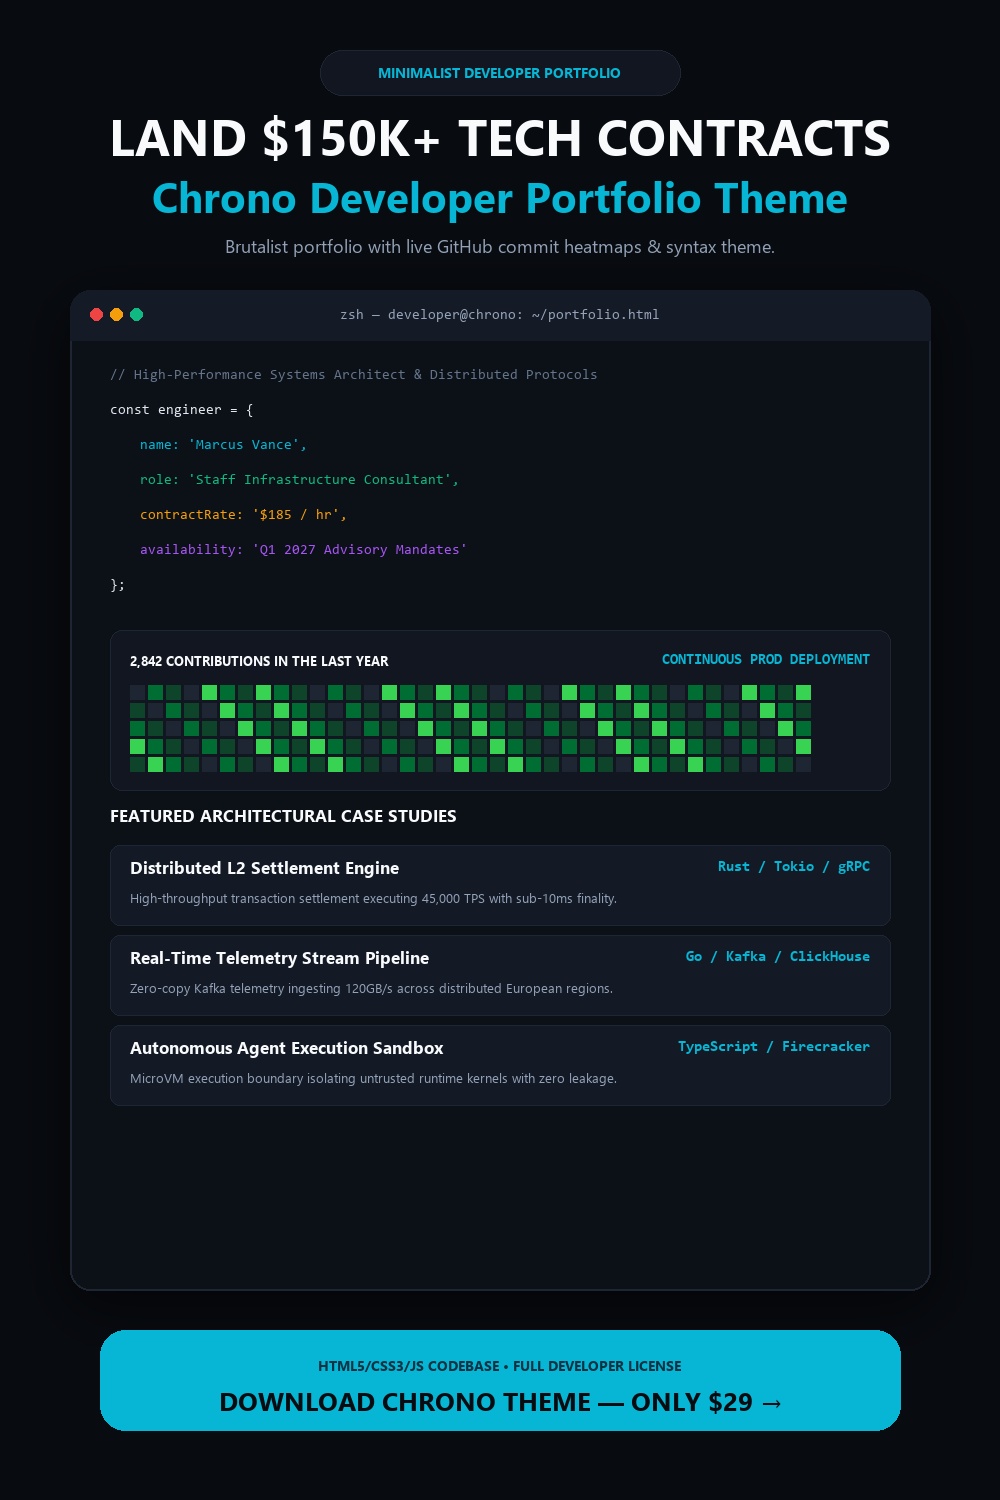 MINIMALIST DEVELOPER PORTFOLIO
LAND $150K+ TECH CONTRACTS
Chrono Developer Portfolio Theme
Brutalist portfolio with live GitHub commit heatmaps & syntax theme.
zsh — developer@chrono: ~/portfolio.html
// High-Performance Systems Architect & Distributed Protocols
const engineer = {
name: 'Marcus Vance',
role: 'Staff Infrastructure Consultant',
contractRate: '$185 / hr',
availability: 'Q1 2027 Advisory Mandates'
};
2,842 CONTRIBUTIONS IN THE LAST YEAR
CONTINUOUS PROD DEPLOYMENT
FEATURED ARCHITECTURAL CASE STUDIES
Distributed L2 Settlement Engine
Rust / Tokio / gRPC
High-throughput transaction settlement executing 45,000 TPS with sub-10ms finality.
Real-Time Telemetry Stream Pipeline
Go / Kafka / ClickHouse
Zero-copy Kafka telemetry ingesting 120GB/s across distributed European regions.
Autonomous Agent Execution Sandbox
TypeScript / Firecracker
MicroVM execution boundary isolating untrusted runtime kernels with zero leakage.
HTML5/CSS3/JS CODEBASE • FULL DEVELOPER LICENSE
DOWNLOAD CHRONO THEME — ONLY $29 →